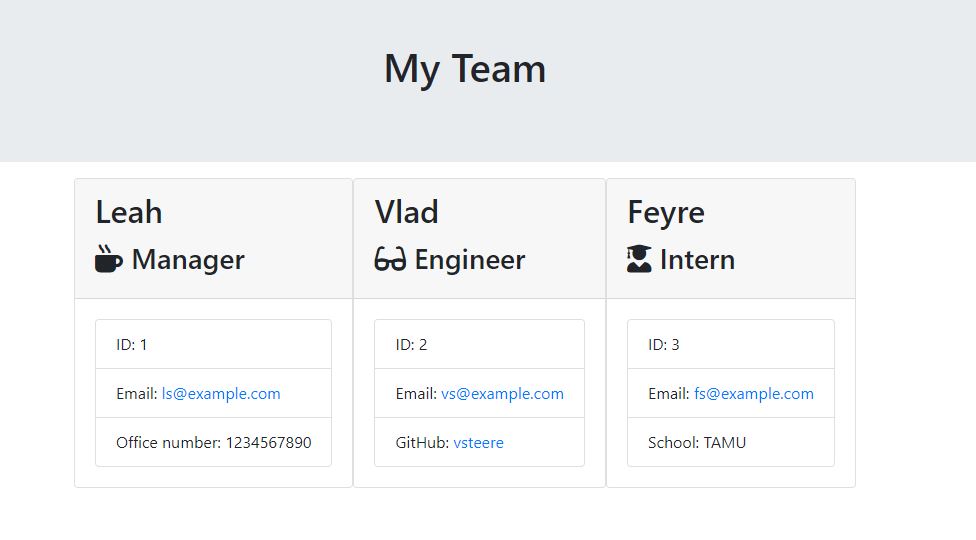 My Team
Leah
Manager
ID: 1
Email: ls@example.com
Office number: 1234567890
Vlad
Engineer
ID: 2
Email: vs@example.com
GitHub: vsteere
Feyre
Intern
ID: 3
Email: fs@example.com
School: TAMU